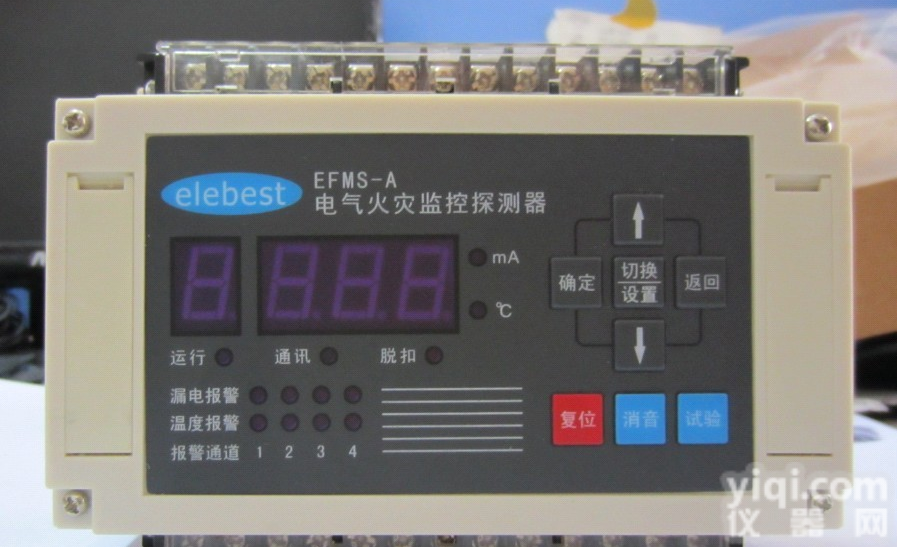 elebest
EFMS-A
电气火灾监控探测器
mA
℃
确定
切换
设置
返回
运行
通讯
脱扣
漏电报警
温度报警
报警通道 1 2 3 4
复位
消音
试验
yiqi.com
仪器网